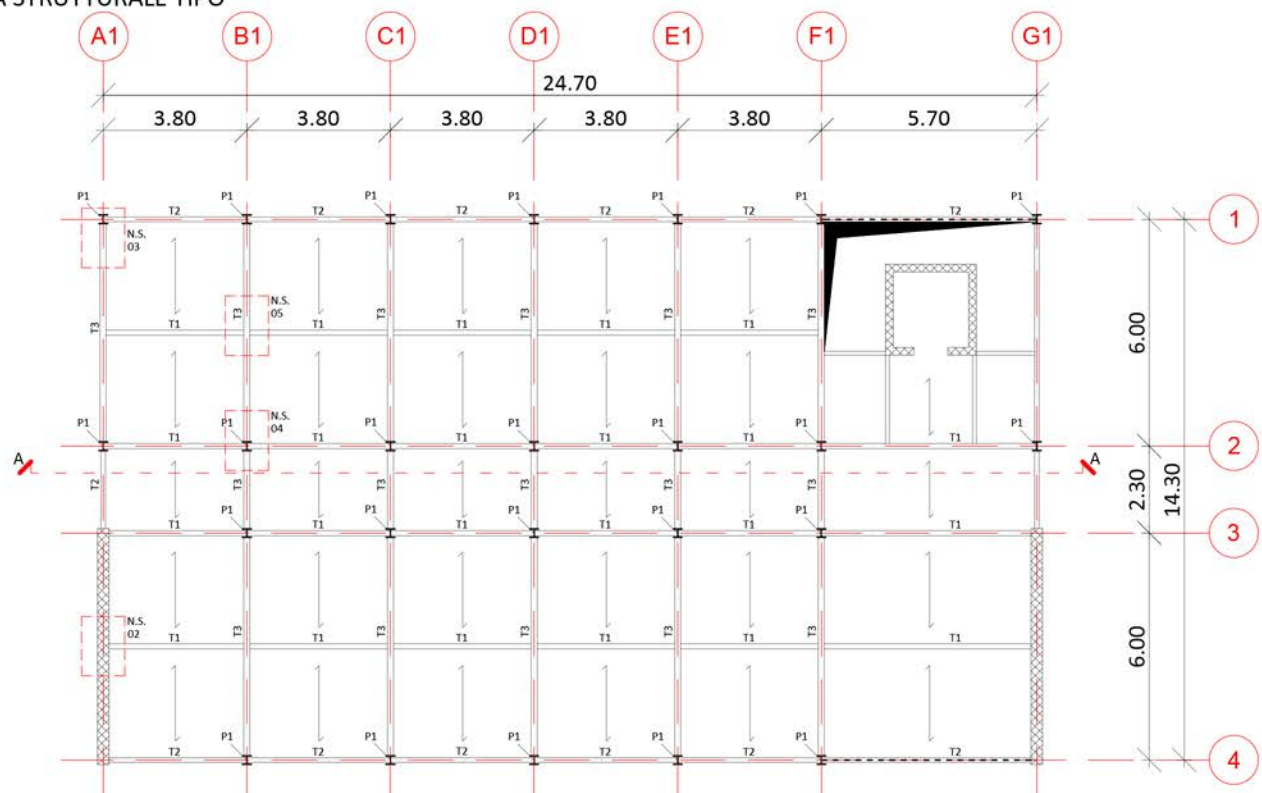 A STRUTTURALE TIPO
A1 B1 C1 D1 E1 F1 G1
24.70
3.80 3.80 3.80 3.80 3.80 5.70
P1 P1 P1 P1 P1 P1 P1
T2 T2 T2 T2 T2 T2
1
N.S.
03
N.S.
05
T3 T3 T3 T3 T3 T3
T1 T1 T1 T1 T1
6.00
N.S.
04
P1 P1 P1 P1 P1 P1 P1
T1 T1 T1 T1 T1 T1
2
A A
T2 T3 T3 T3 T3 T3
2.30
14.30
P1 P1 P1 P1 P1
T1 T1 T1 T1 T1 T1
3
N.S.
02
T3 T3 T3 T3 T3
T1 T1 T1 T1 T1 T1
6.00
P1 P1 P1 P1 P1
T2 T2 T2 T2 T2 T2
4